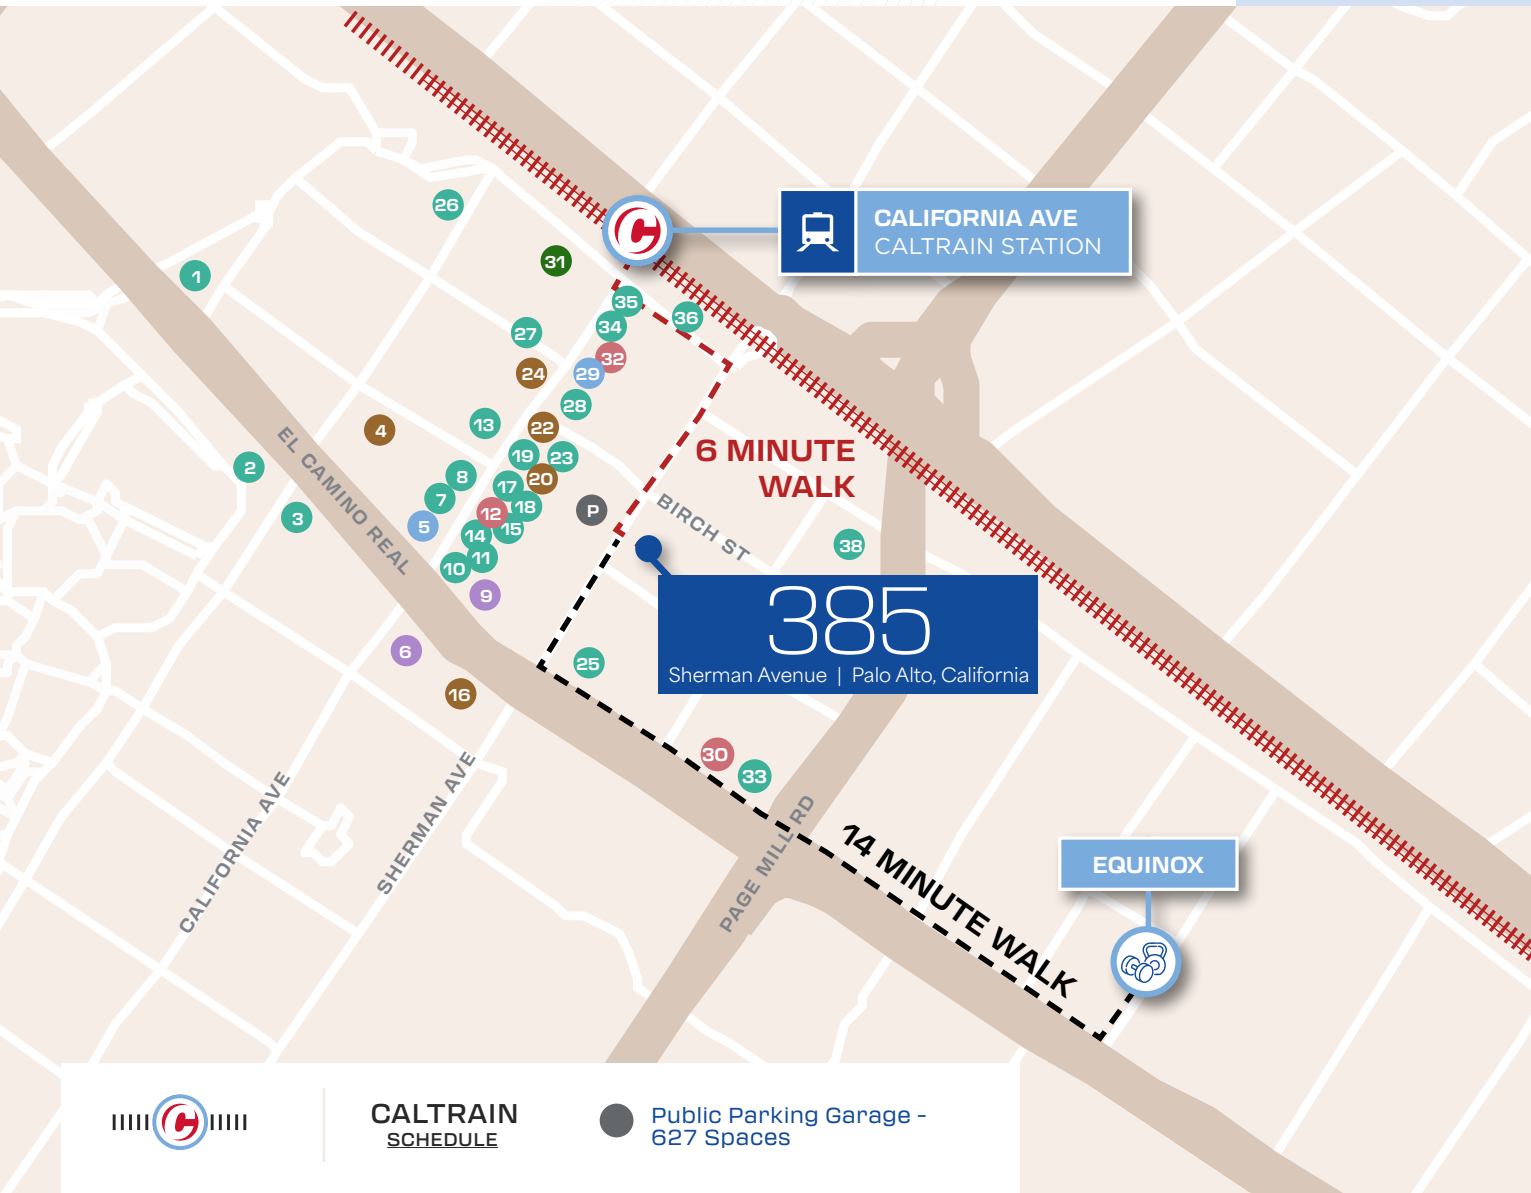 26
31
1
CALIFORNIA AVE
CALTRAIN STATION
C
35
36
34
27
32
29
24
28
13
22
4
EL CAMINO REAL
6 MINUTE
WALK
19
23
2
8
20
17
7
18
12
P
BIRCH ST
3
5
15
14
11
10
38
9
385
Sherman Avenue | Palo Alto, California
6
25
16
30
33
CALIFORNIA AVE
SHERMAN AVE
PAGE MILL RD
14 MINUTE WALK
EQUINOX
C
CALTRAIN
SCHEDULE
Public Parking Garage -
627 Spaces